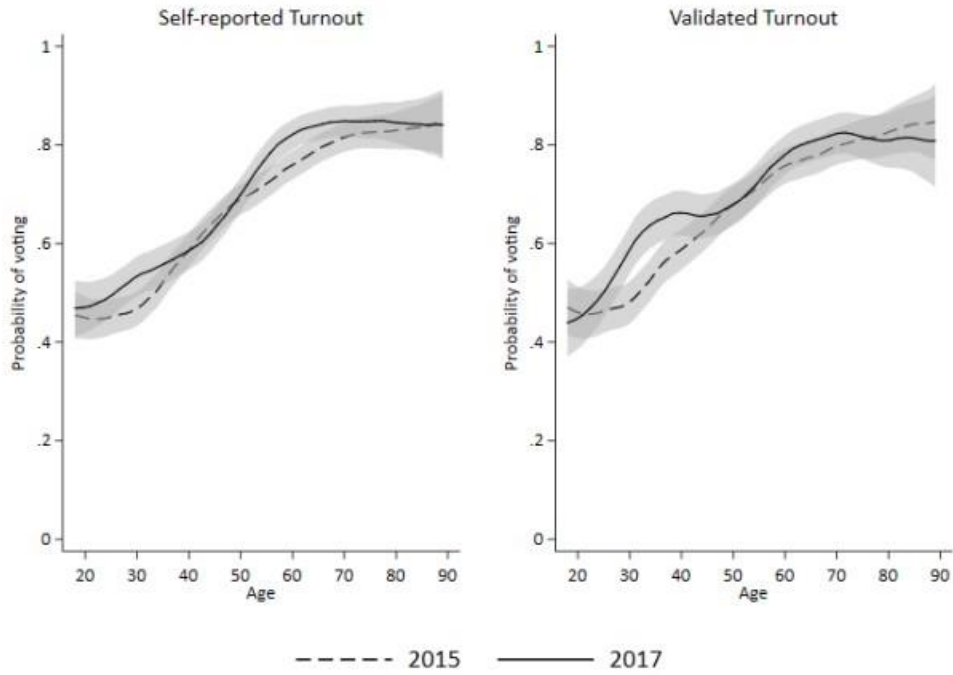 Self-reported Turnout
Probability of voting
1
.8
.6
.4
.2
0
20 30 40 50 60 70 80 90
Age
Validated Turnout
Probability of voting
1
.8
.6
.4
.2
0
20 30 40 50 60 70 80 90
Age
2015 2017